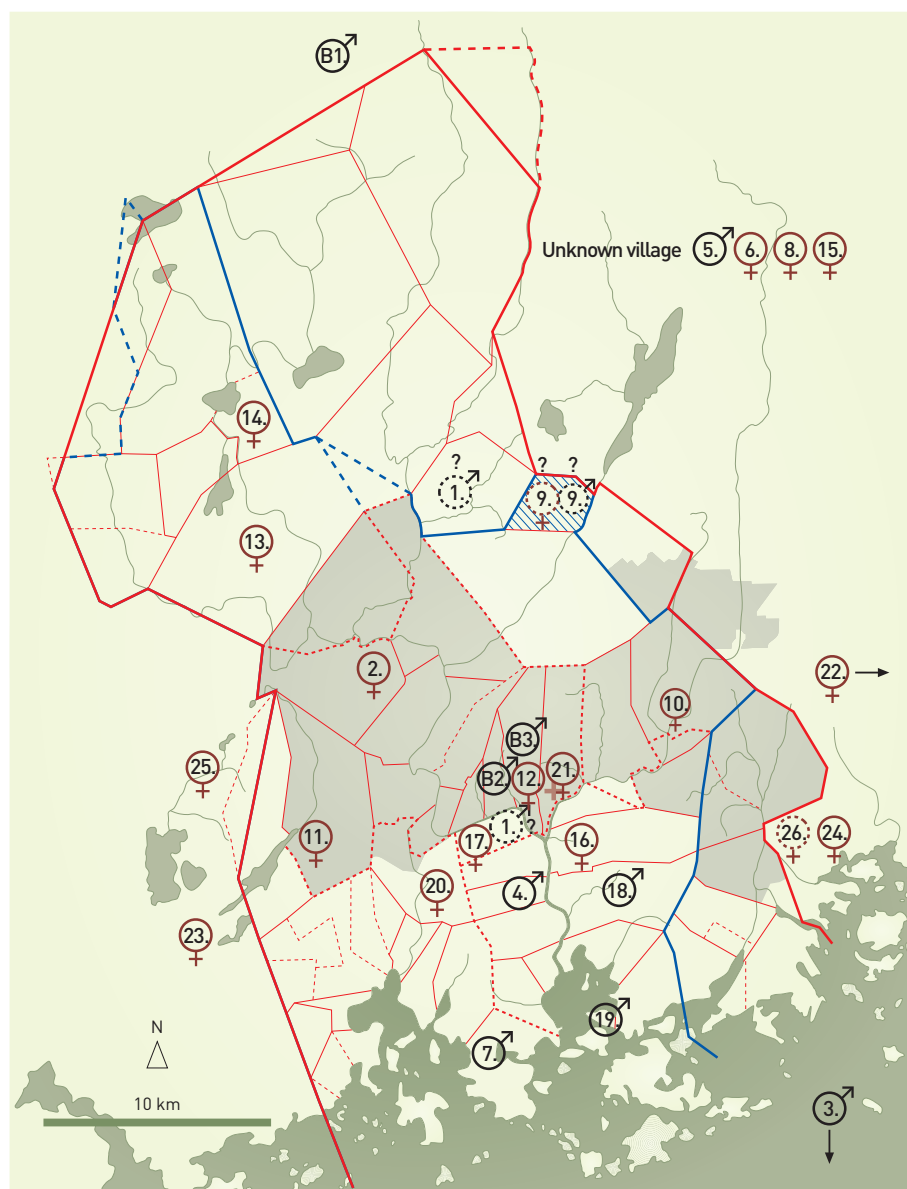 B1.
Unknown village 5. 6. 8. 15.
14.
? ? ?
1. 9. 9.
13.
2.
22.
10.
B3.
25.
B2. 12. 21.
11.
17. 1. ?
16.
26. 24.
20.
4.
18.
23.
19.
N
7.
10 km
3.